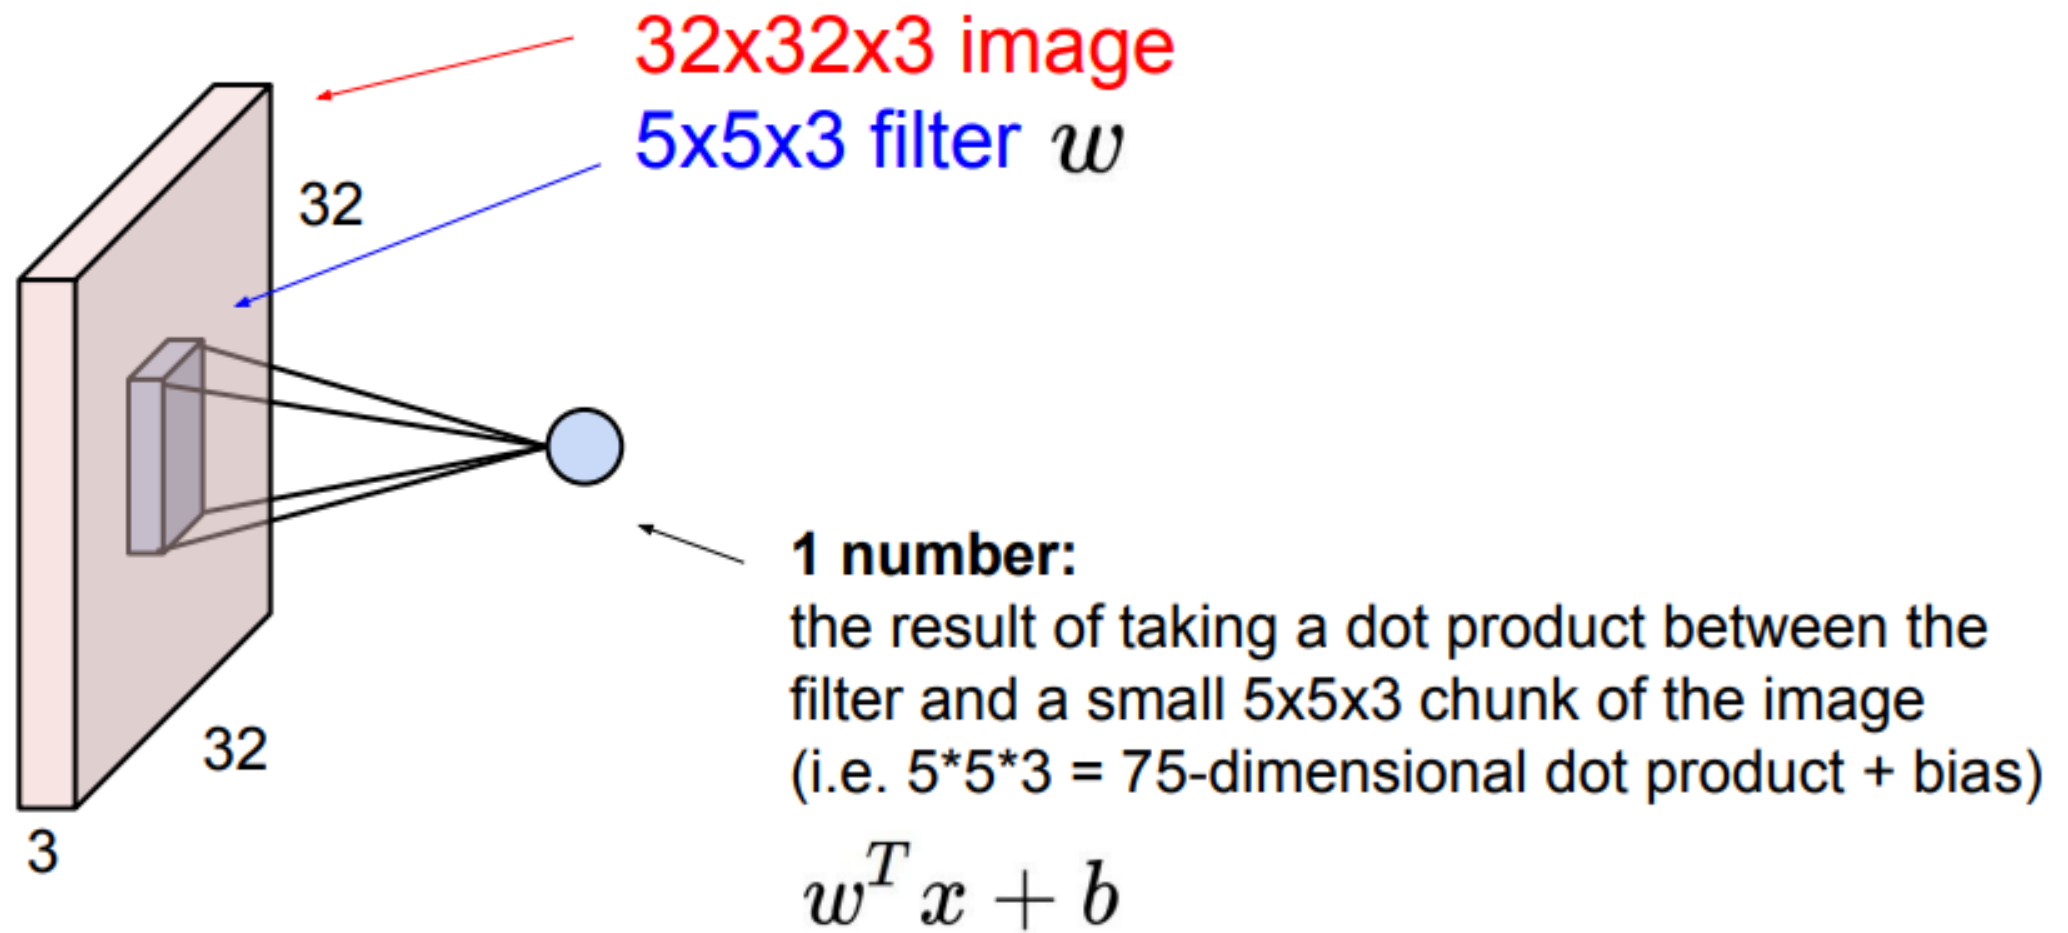 32x32x3 image
5x5x3 filter w
32
32
3
1 number:
the result of taking a dot product between the
filter and a small 5x5x3 chunk of the image
(i.e. 5*5*3 = 75-dimensional dot product + bias)
w^T x + b